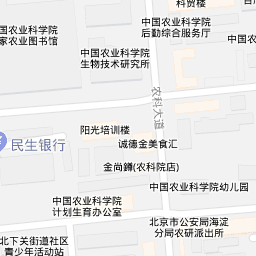 科贸楼
中国农业科学院
后勤综合服务厅
中国农业科学院
家农业图书馆
中国农业科学院
生物技术研究所
农科大道
阳光培训楼
诚德金美食汇
民生银行
金尚鐏(农科院店)
中国农业科学院幼儿园
中国农业科学院
计划生育办公室
北京市公安局海淀
分局农研派出所
北下关街道社区
青少年活动站